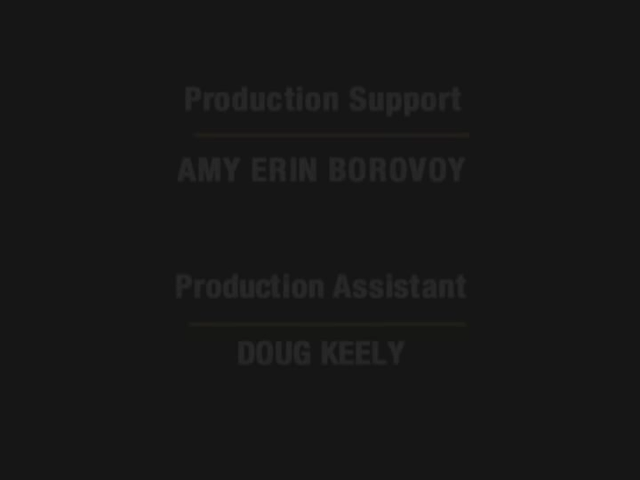 Production Support
AMY ERIN BOROVOY
Production Assistant
DOUG KEELY